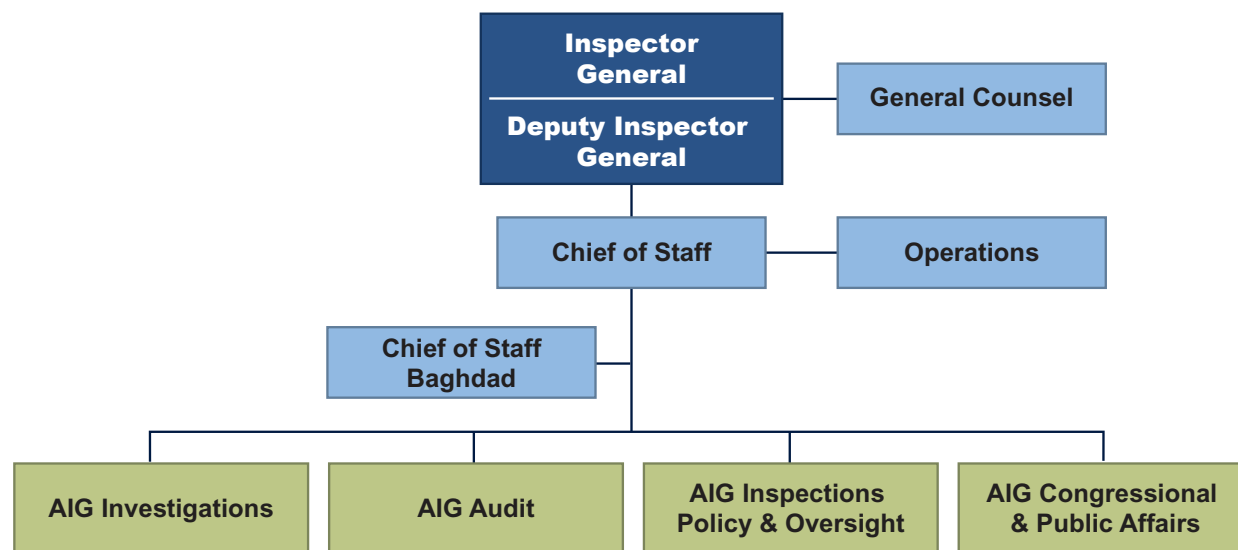 Inspector
General
Deputy Inspector
General
General Counsel
Chief of Staff
Operations
Chief of Staff
Baghdad
AIG Investigations
AIG Audit
AIG Inspections
Policy & Oversight
AIG Congressional
& Public Affairs